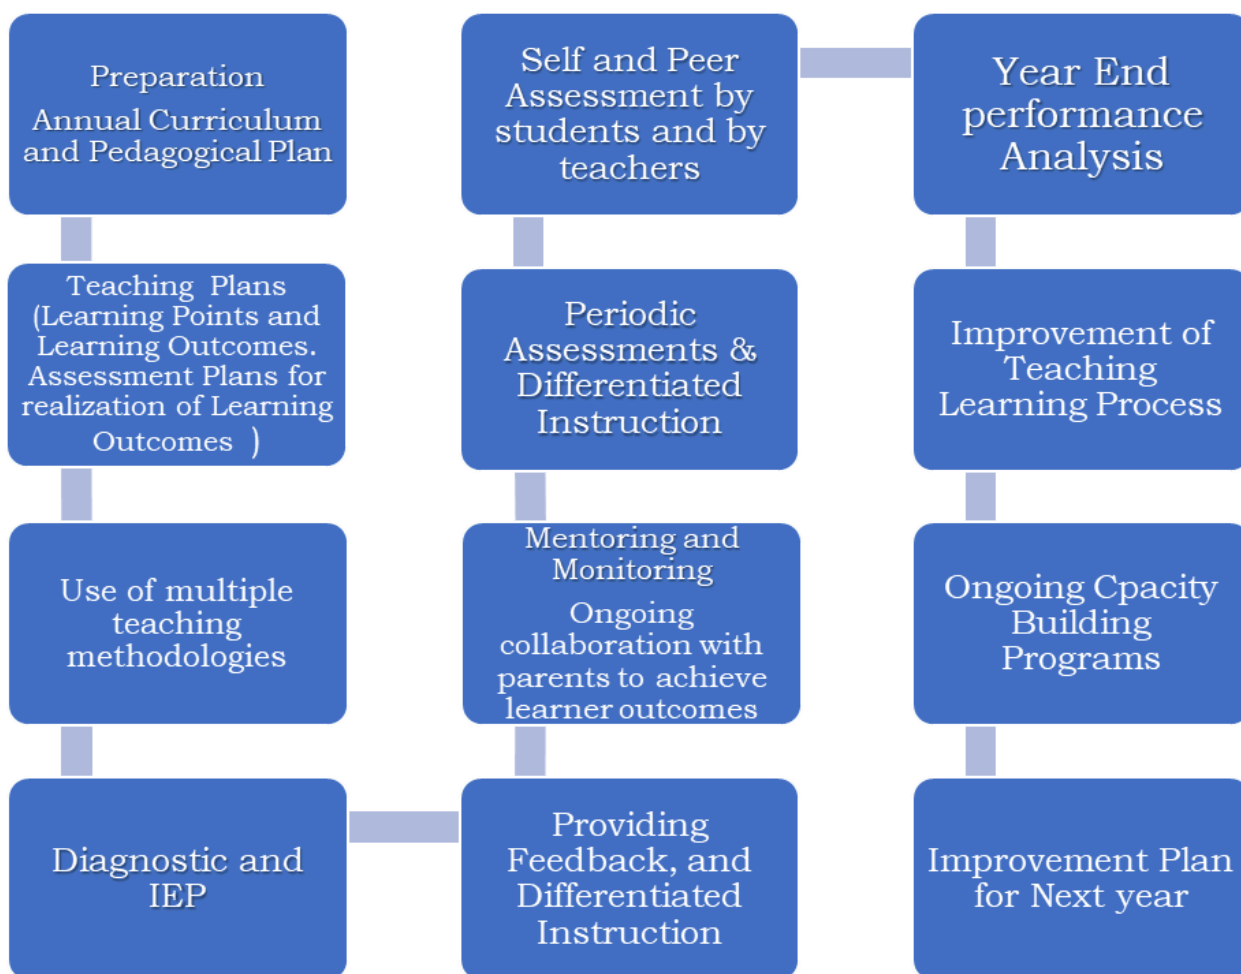 Preparation
Annual Curriculum
and Pedagogical Plan
Teaching Plans
(Learning Points and
Learning Outcomes.
Assessment Plans for
realization of Learning
Outcomes )
Use of multiple
teaching
methodologies
Diagnostic and
IEP
Providing
Feedback, and
Differentiated
Instruction
Mentoring and
Monitoring
Ongoing
collaboration with
parents to achieve
learner outcomes
Periodic
Assessments &
Differentiated
Instruction
Self and Peer
Assessment by
students and by
teachers
Year End
performance
Analysis
Improvement of
Teaching
Learning Process
Ongoing Cpacity
Building
Programs
Improvement Plan
for Next year